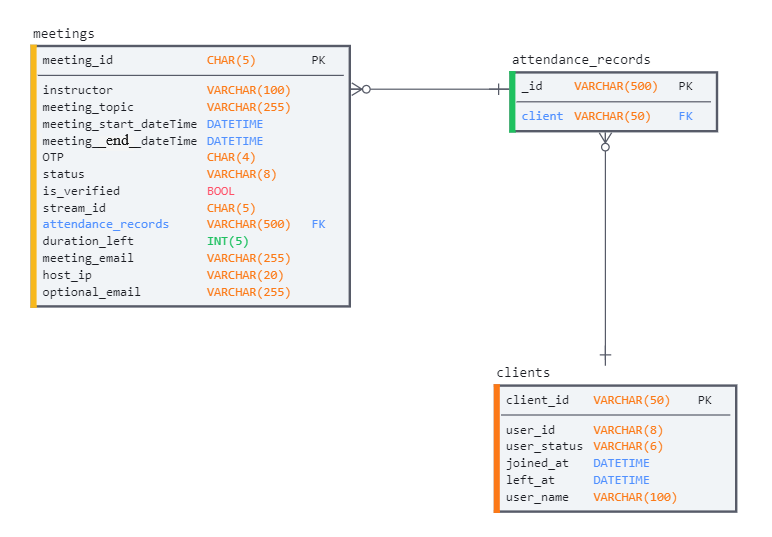 meetings
meeting_id CHAR(5) PK
instructor VARCHAR(100)
meeting_topic VARCHAR(255)
meeting_start_dateTime DATETIME
meeting__end__dateTime DATETIME
OTP CHAR(4)
status VARCHAR(8)
is_verified BOOL
stream_id CHAR(5)
attendance_records VARCHAR(500) FK
duration_left INT(5)
meeting_email VARCHAR(255)
host_ip VARCHAR(20)
optional_email VARCHAR(255)
attendance_records
_id VARCHAR(500) PK
client VARCHAR(50) FK
clients
client_id VARCHAR(50) PK
user_id VARCHAR(8)
user_status VARCHAR(6)
joined_at DATETIME
left_at DATETIME
user_name VARCHAR(100)